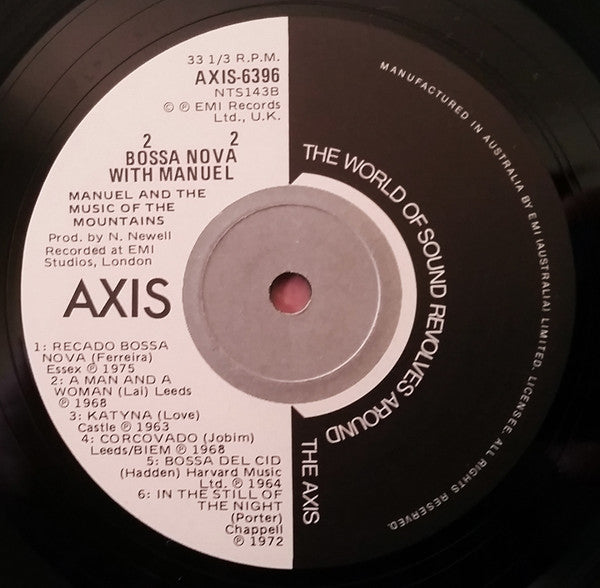 33 1/3 R.P.M.
AXIS-6396
NTS143B
© ℗ EMI Records
Ltd., U.K.
2 2
BOSSA NOVA
WITH MANUEL
MANUEL AND THE
MUSIC OF THE
MOUNTAINS
Prod. by N. Newell
Recorded at EMI
Studios, London
AXIS
1: RECADO BOSSA
NOVA (Ferreira)
Essex ℗ 1975
2: A MAN AND A
WOMAN (Lai) Leeds
℗ 1968
3: KATYNA (Love)
Castle ℗ 1963
4: CORCOVADO (Jobim)
Leeds/BIEM ℗ 1968
5: BOSSA DEL CID
(Hadden) Harvard Music
Ltd. ℗ 1964
6: IN THE STILL OF
THE NIGHT
(Porter)
Chappell
℗ 1972
THE WORLD OF SOUND REVOLVES AROUND
THE AXIS
MANUFACTURED IN AUSTRALIA BY EMI (AUSTRALIA) LIMITED, LICENSEE. ALL RIGHTS RESERVED.